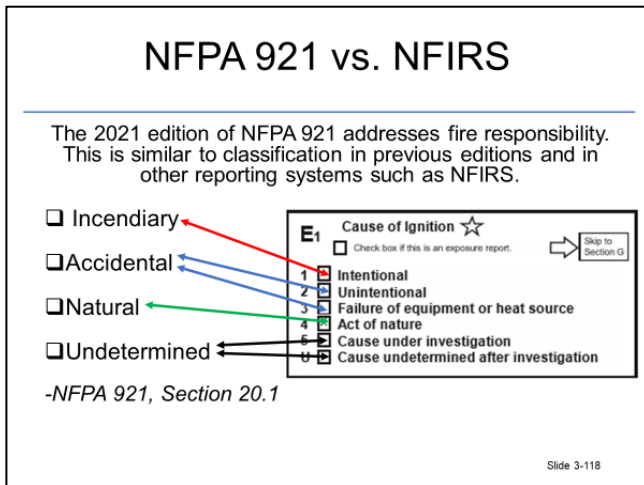 NFPA 921 vs. NFIRS
The 2021 edition of NFPA 921 addresses fire responsibility.
This is similar to classification in previous editions and in
other reporting systems such as NFIRS.
Incendiary
Accidental
Natural
Undetermined
-NFPA 921, Section 20.1
E1 Cause of Ignition
Check box if this is an exposure report.
Skip to
Section G
1 Intentional
2 Unintentional
3 Failure of equipment or heat source
4 Act of nature
5 Cause under investigation
U Cause undetermined after investigation
Slide 3-118